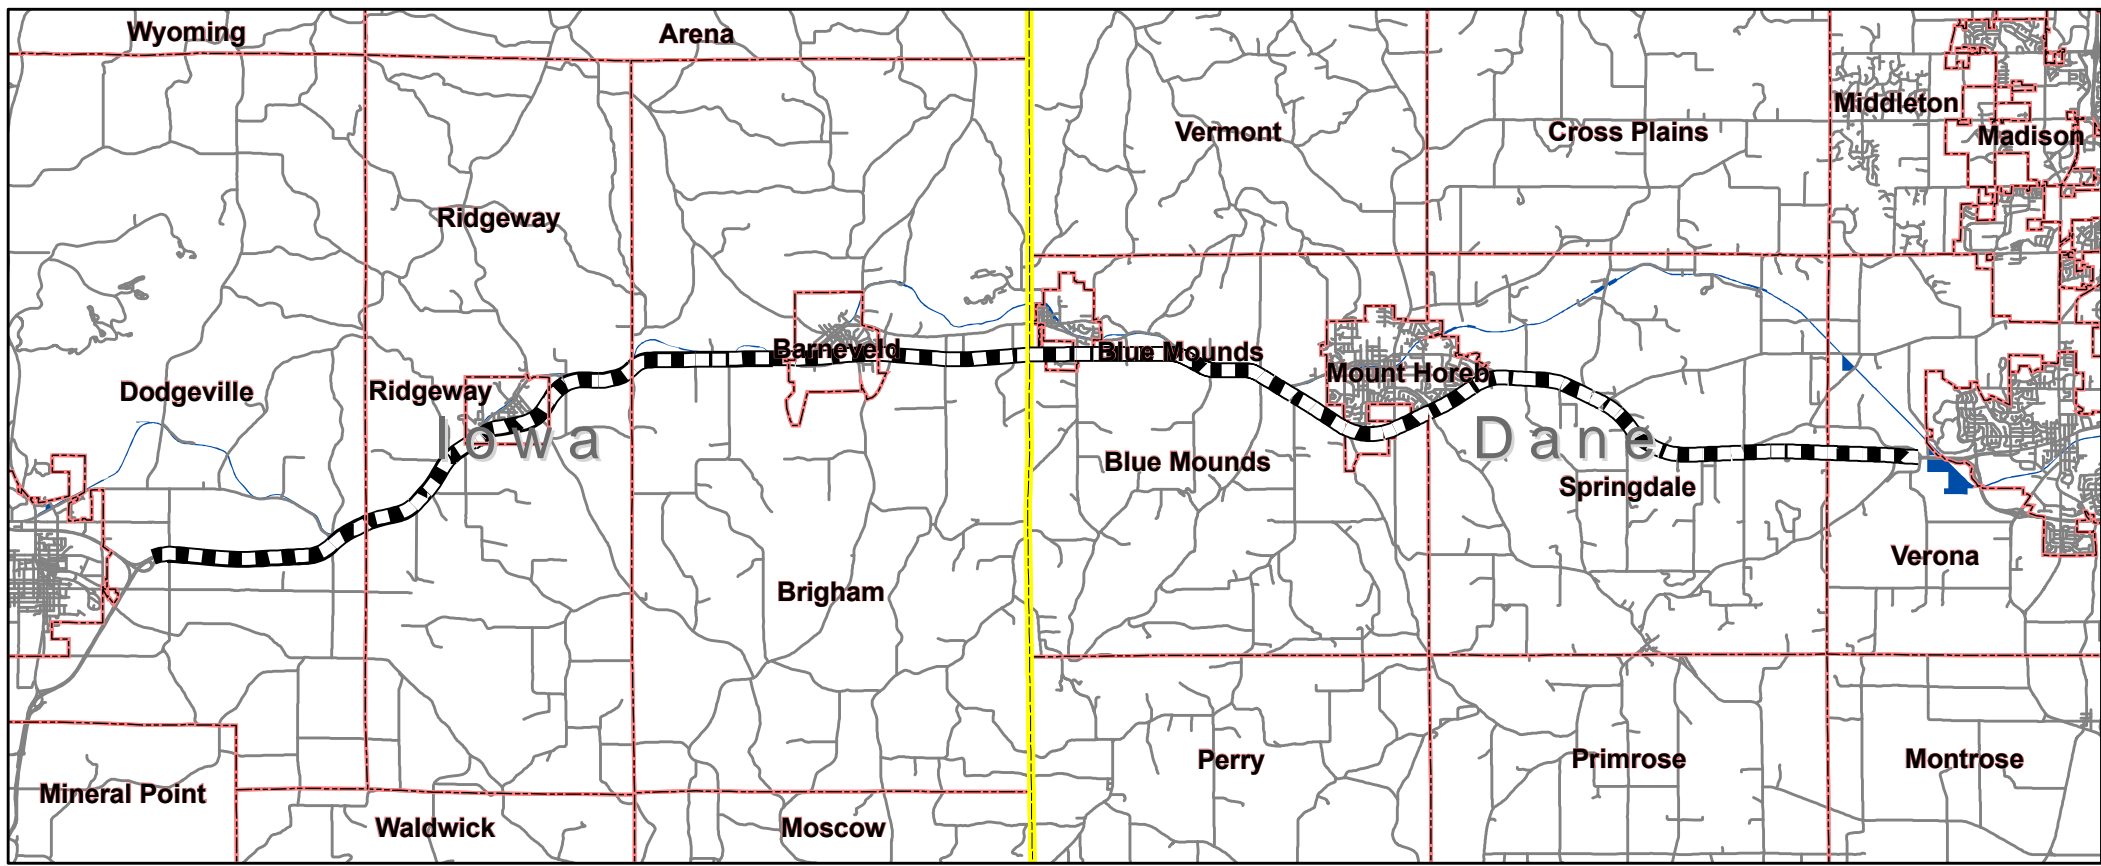 Wyoming
Arena
Middleton
Vermont
Cross Plains
Madison
Ridgeway
Barneveld
Blue Mounds
Mount Horeb
Dodgeville
Ridgeway
Iowa
Dane
Blue Mounds
Springdale
Verona
Brigham
Perry
Primrose
Montrose
Mineral Point
Waldwick
Moscow